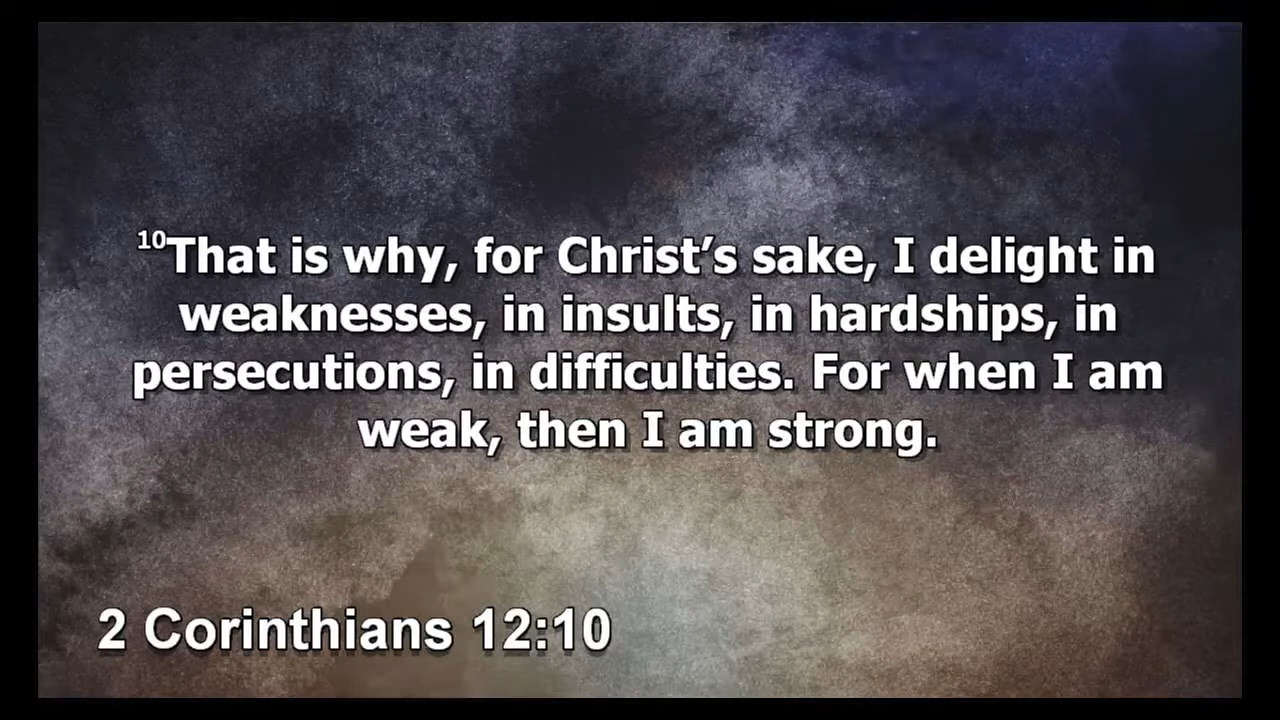 10That is why, for Christ’s sake, I delight in
weaknesses, in insults, in hardships, in
persecutions, in difficulties. For when I am
weak, then I am strong.
2 Corinthians 12:10